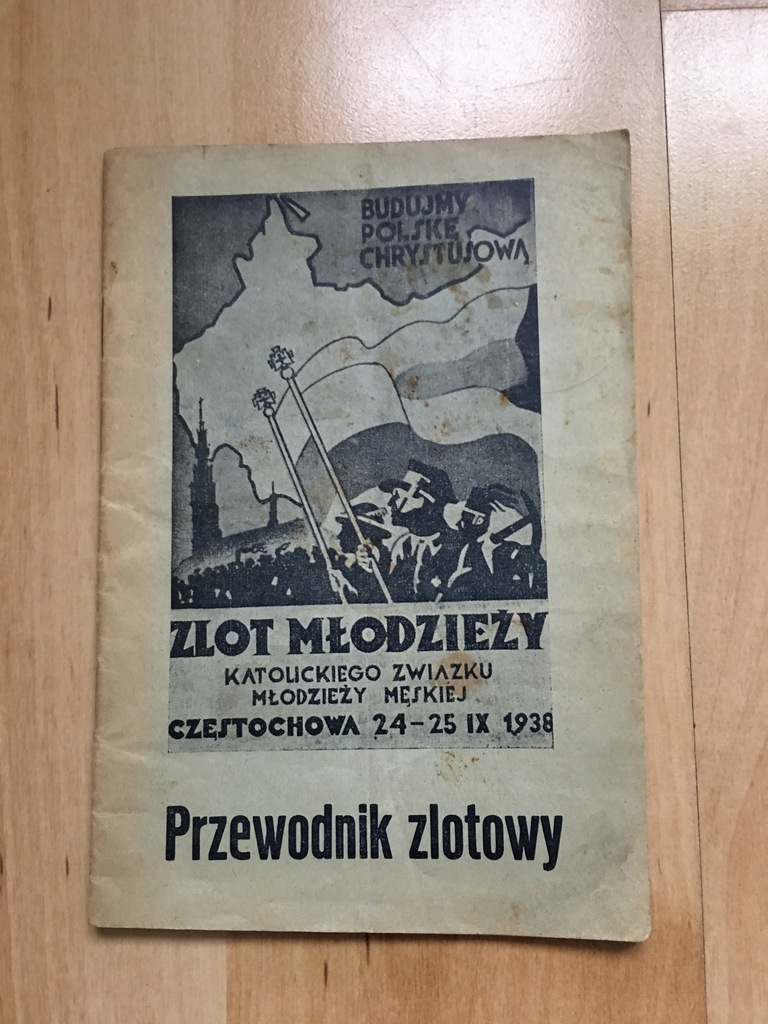 BUDUJMY
POLSKĘ
CHRYSTUSOWĄ
ZLOT MŁODZIEŻY
KATOLICKIEGO ZWIĄZKU
MŁODZIEŻY MĘSKIEJ
CZĘSTOCHOWA 24-25 IX 1938
Przewodnik zlotowy